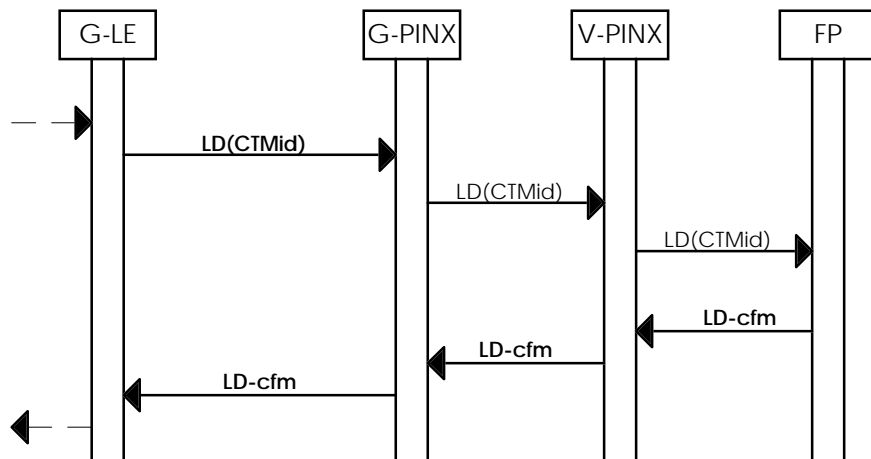 G-LE G-PINX V-PINX FP
LD(CTMid)
LD(CTMid)
LD(CTMid)
LD-cfm
LD-cfm
LD-cfm